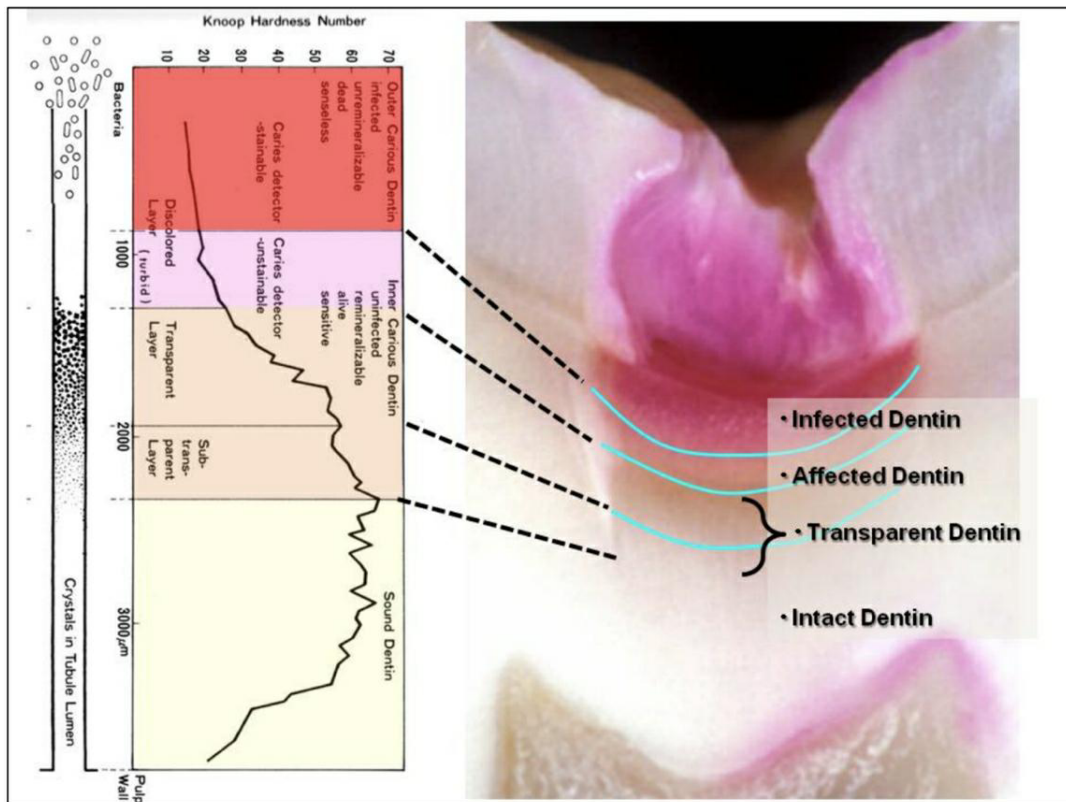 Knoop Hardness Number
10 20 30 40 50 60 70
Bacteria
Outer Carious Dentin
infected
unremineralizable
dead
senseless
Caries detector
-stainable
1000
Discolored
Layer
(turbid)
Inner Carious Dentin
uninfected
remineralizable
alive
sensitive
Caries detector
-unstainable
Transparent
Layer
2000
Sub-
trans-
parent
Layer
Sound Dentin
3000μm
Crystals in Tubule Lumen
Pulp
Wall
· Infected Dentin
· Affected Dentin
· Transparent Dentin
· Intact Dentin